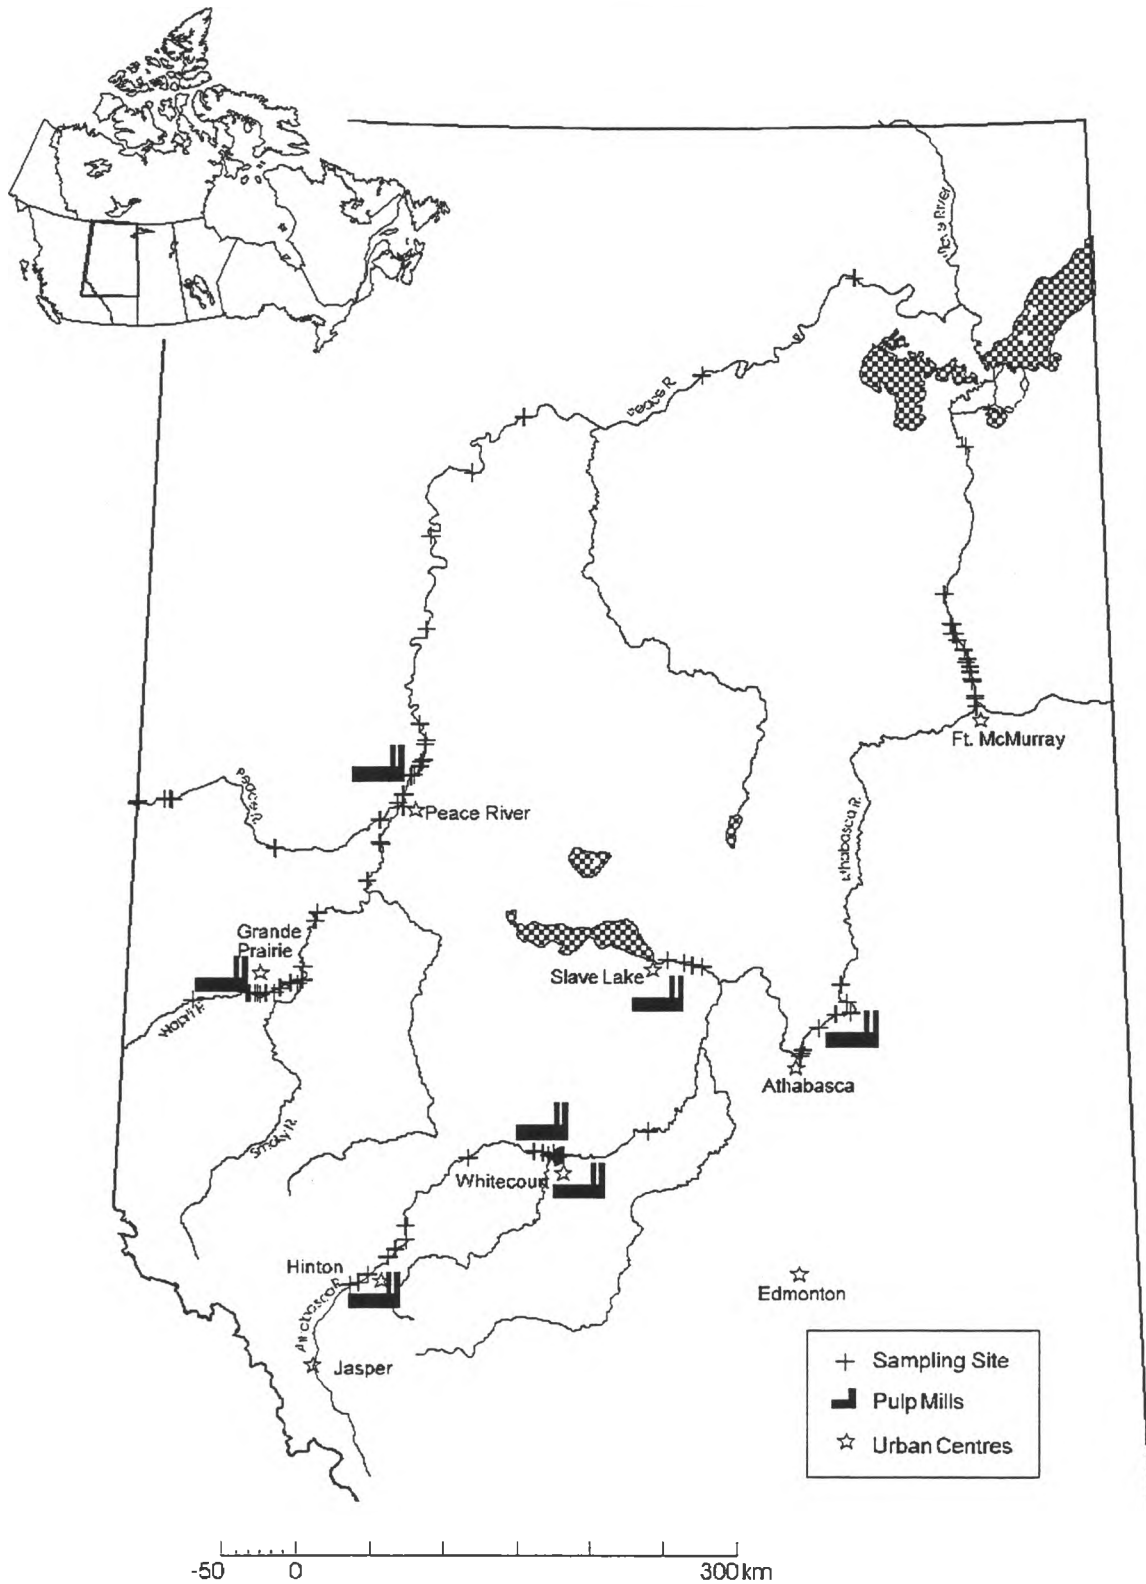 Peace R.
Peace R.
Peace River
Ft. McMurray
Athabasca R.
Grande
Prairie
Slave Lake
Wapiti R.
Athabasca
Smoky R.
Whitecourt
Hinton
Edmonton
Athabasca R.
Jasper
Sampling Site
Pulp Mills
Urban Centres
-50 0 300 km